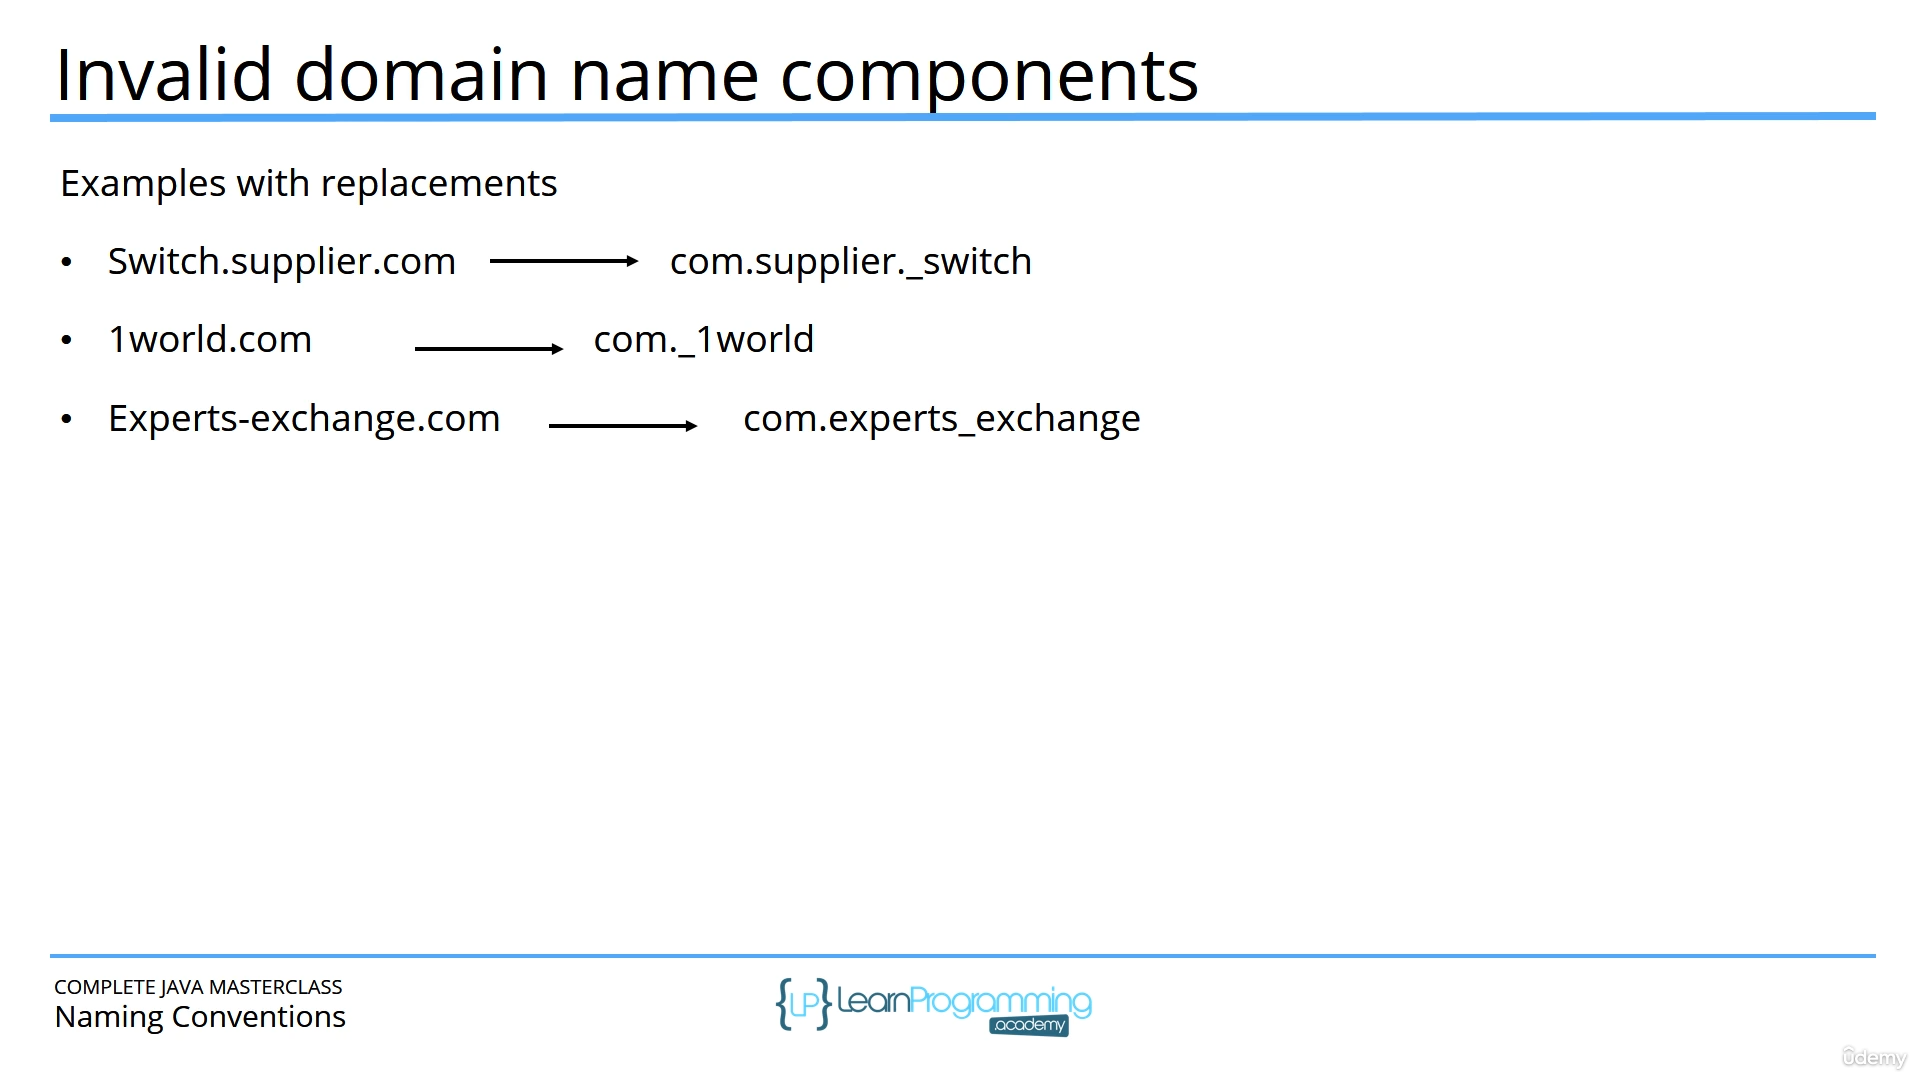 Invalid domain name components
Examples with replacements
• Switch.supplier.com com.supplier._switch
• 1world.com com._1world
• Experts-exchange.com com.experts_exchange
COMPLETE JAVA MASTERCLASS
Naming Conventions
{LP} LearnProgramming
.academy
ûdemy